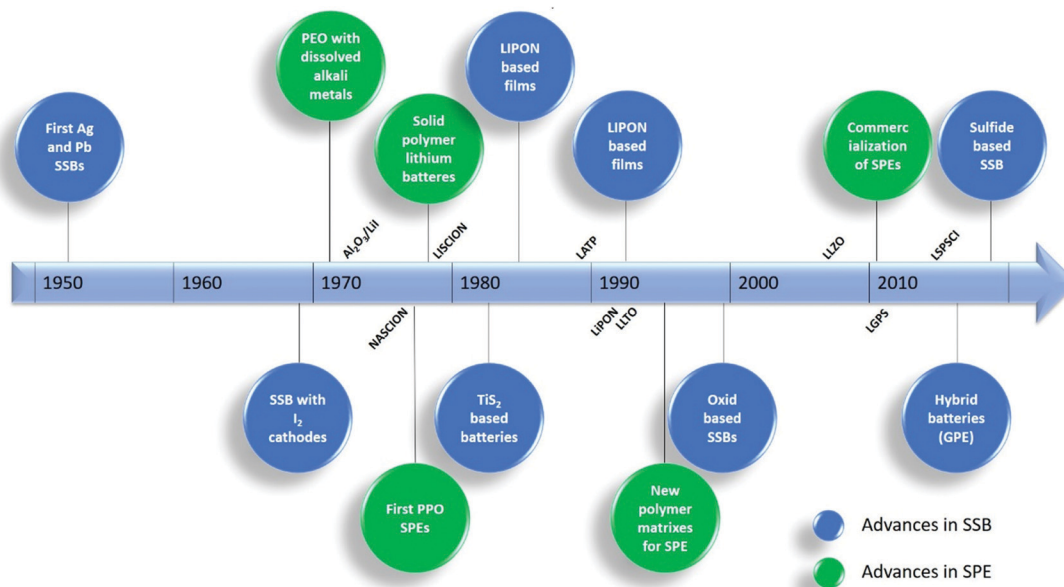 PEO with
dissolved
alkali
metals
LIPON
based
films
First Ag
and Pb
SSBs
Solid
polymer
lithium
batteres
LIPON
based
films
Commerc
ialization
of SPEs
Sulfide
based
SSB
Al₂O₃/LiI
LISCION
LATP
LLZO
LSPSCl
1950
1960
1970
1980
1990
2000
2010
NASCION
LiPON
LLTO
LGPS
SSB with
I₂
cathodes
TiS₂
based
batteries
Oxid
based
SSBs
Hybrid
batteries
(GPE)
First PPO
SPEs
New
polymer
matrixes
for SPE
Advances in SSB
Advances in SPE